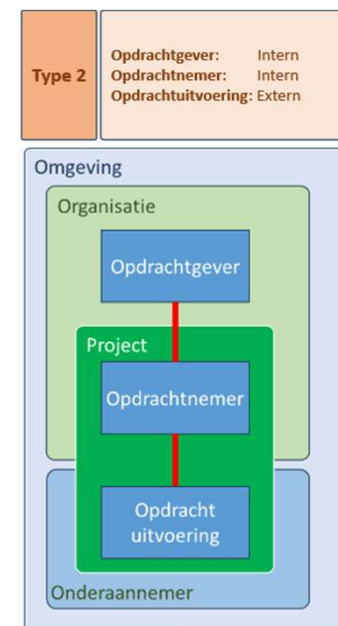 Type 2
Opdrachtgever: Intern
Opdrachtnemer: Intern
Opdrachtuitvoering: Extern
Omgeving
Organisatie
Opdrachtgever
Project
Opdrachtnemer
Opdracht
uitvoering
Onderaannemer